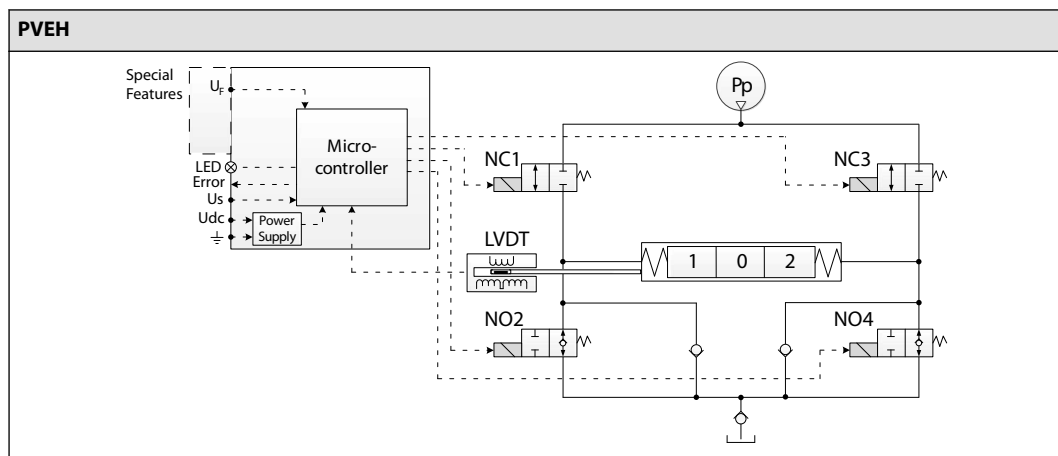 PVEH
Special
Features
U_F
Pp
Micro-
controller
NC1
NC3
LED
Error
Us
Udc
Power
Supply
LVDT
1 0 2
NO2
NO4